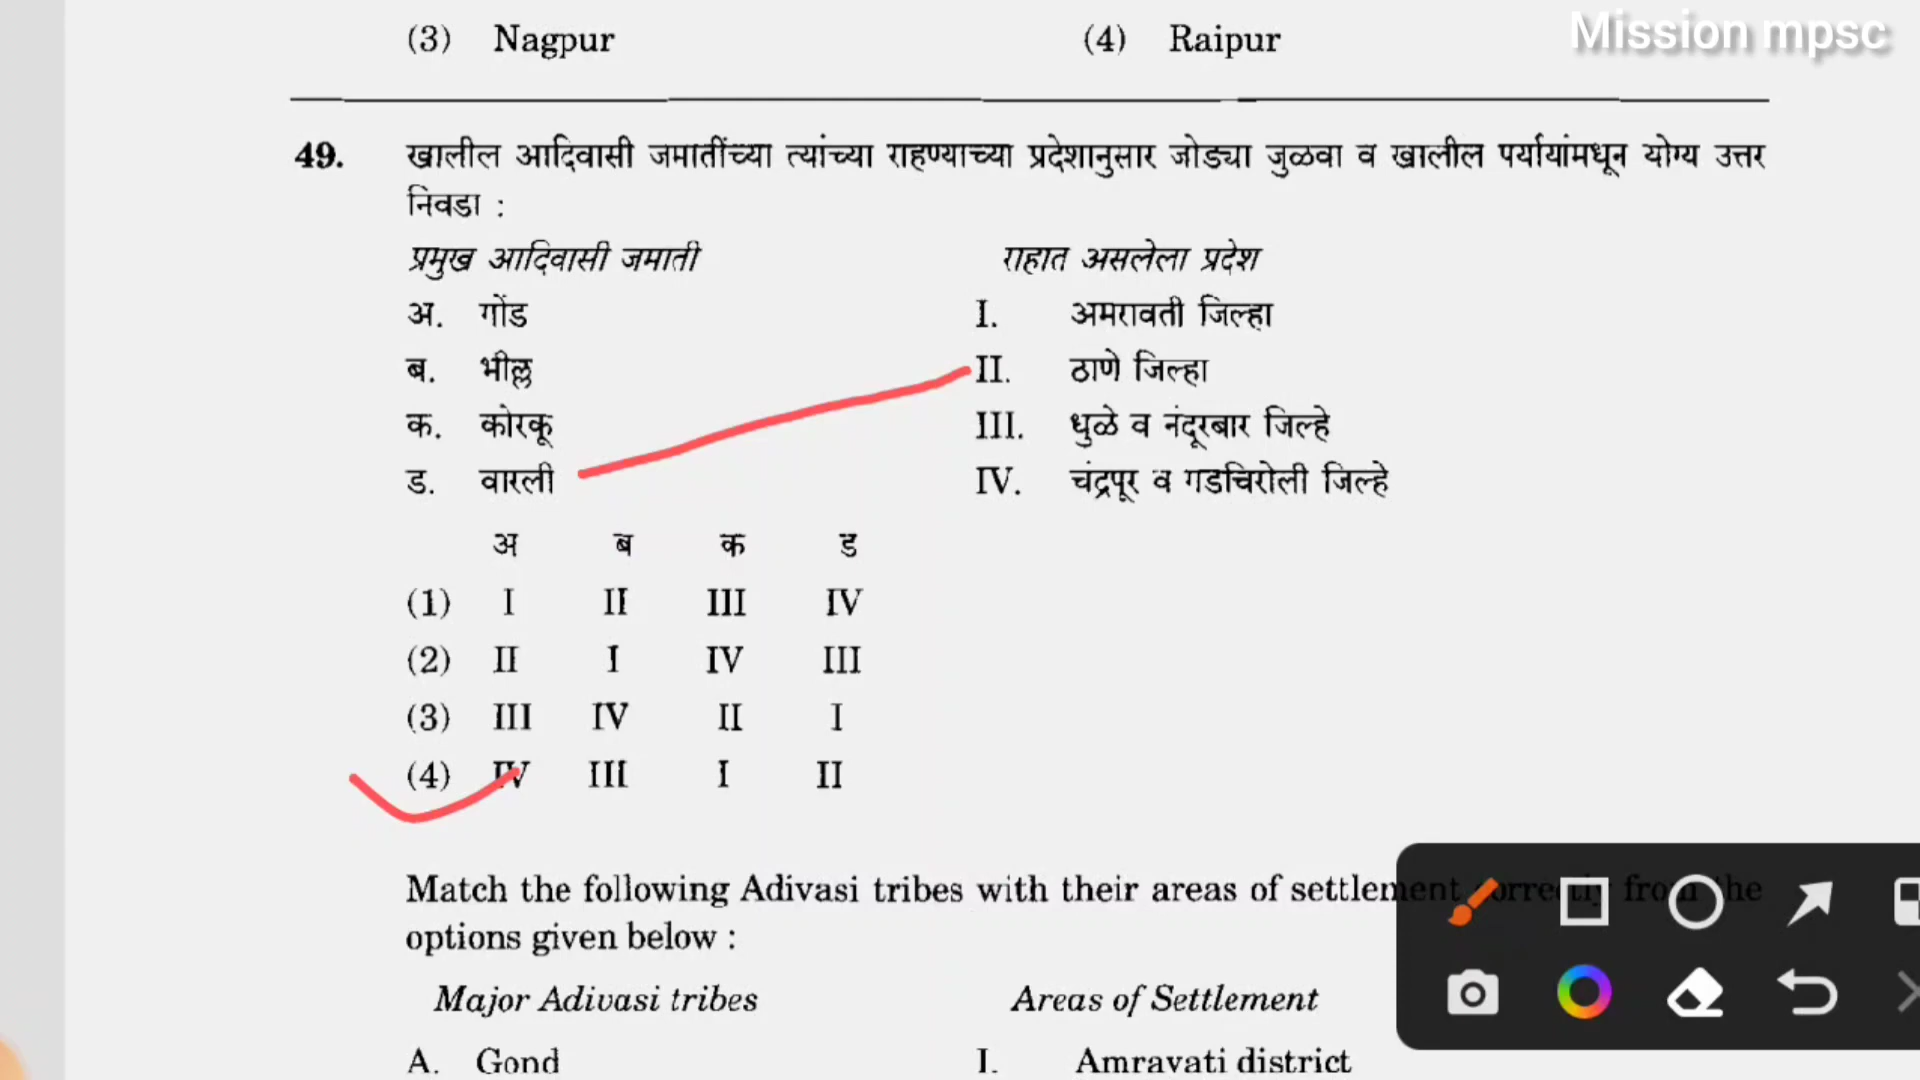 (3) Nagpur (4) Raipur
Mission mpsc
49. खालील आदिवासी जमातींच्या त्यांच्या राहण्याच्या प्रदेशानुसार जोड्या जुळवा व खालील पर्यायांमधून योग्य उत्तर
निवडा :
प्रमुख आदिवासी जमाती राहात असलेला प्रदेश
अ. गोंड I. अमरावती जिल्हा
ब. भील्ल II. ठाणे जिल्हा
क. कोरकू III. धुळे व नंदूरबार जिल्हे
ड. वारली IV. चंद्रपूर व गडचिरोली जिल्हे
अ ब क ड
(1) I II III IV
(2) II I IV III
(3) III IV II I
(4) IV III I II
Match the following Adivasi tribes with their areas of settlement correctly from the
options given below :
Major Adivasi tribes Areas of Settlement
A. Gond I. Amravati district